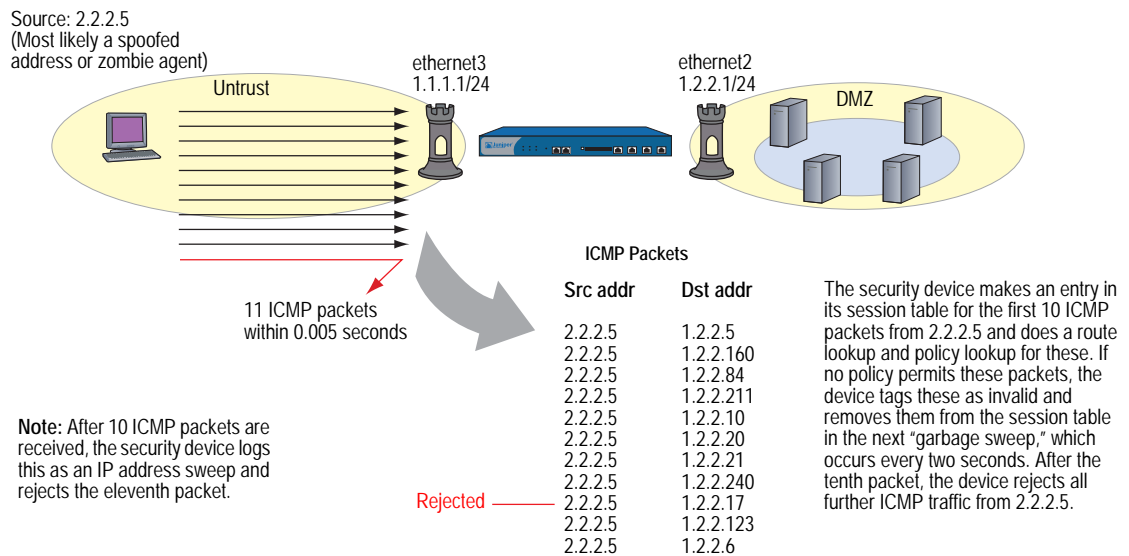 Source: 2.2.2.5
(Most likely a spoofed
address or zombie agent)
Untrust
ethernet3
1.1.1.1/24
ethernet2
1.2.2.1/24
DMZ
Juniper
11 ICMP packets
within 0.005 seconds
Note: After 10 ICMP packets are
received, the security device logs
this as an IP address sweep and
rejects the eleventh packet.
ICMP Packets
Src addr Dst addr
2.2.2.5 1.2.2.5
2.2.2.5 1.2.2.160
2.2.2.5 1.2.2.84
2.2.2.5 1.2.2.211
2.2.2.5 1.2.2.10
2.2.2.5 1.2.2.20
2.2.2.5 1.2.2.21
2.2.2.5 1.2.2.240
Rejected 2.2.2.5 1.2.2.17
2.2.2.5 1.2.2.123
2.2.2.5 1.2.2.6
The security device makes an entry in
its session table for the first 10 ICMP
packets from 2.2.2.5 and does a route
lookup and policy lookup for these. If
no policy permits these packets, the
device tags these as invalid and
removes them from the session table
in the next “garbage sweep,” which
occurs every two seconds. After the
tenth packet, the device rejects all
further ICMP traffic from 2.2.2.5.